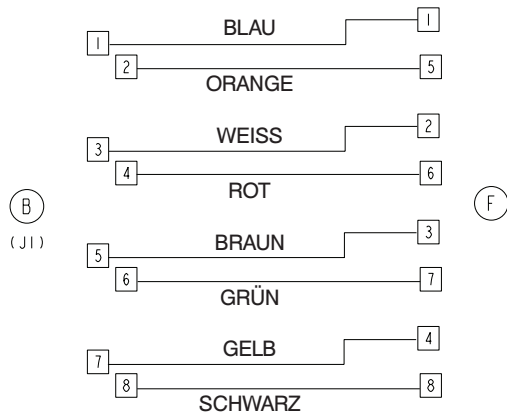 BLAU 1
1
2 5
ORANGE
WEISS 2
3
4 6
ROT
B F
(J1)
BRAUN 3
5
6 7
GRÜN
GELB 4
7
8 8
SCHWARZ